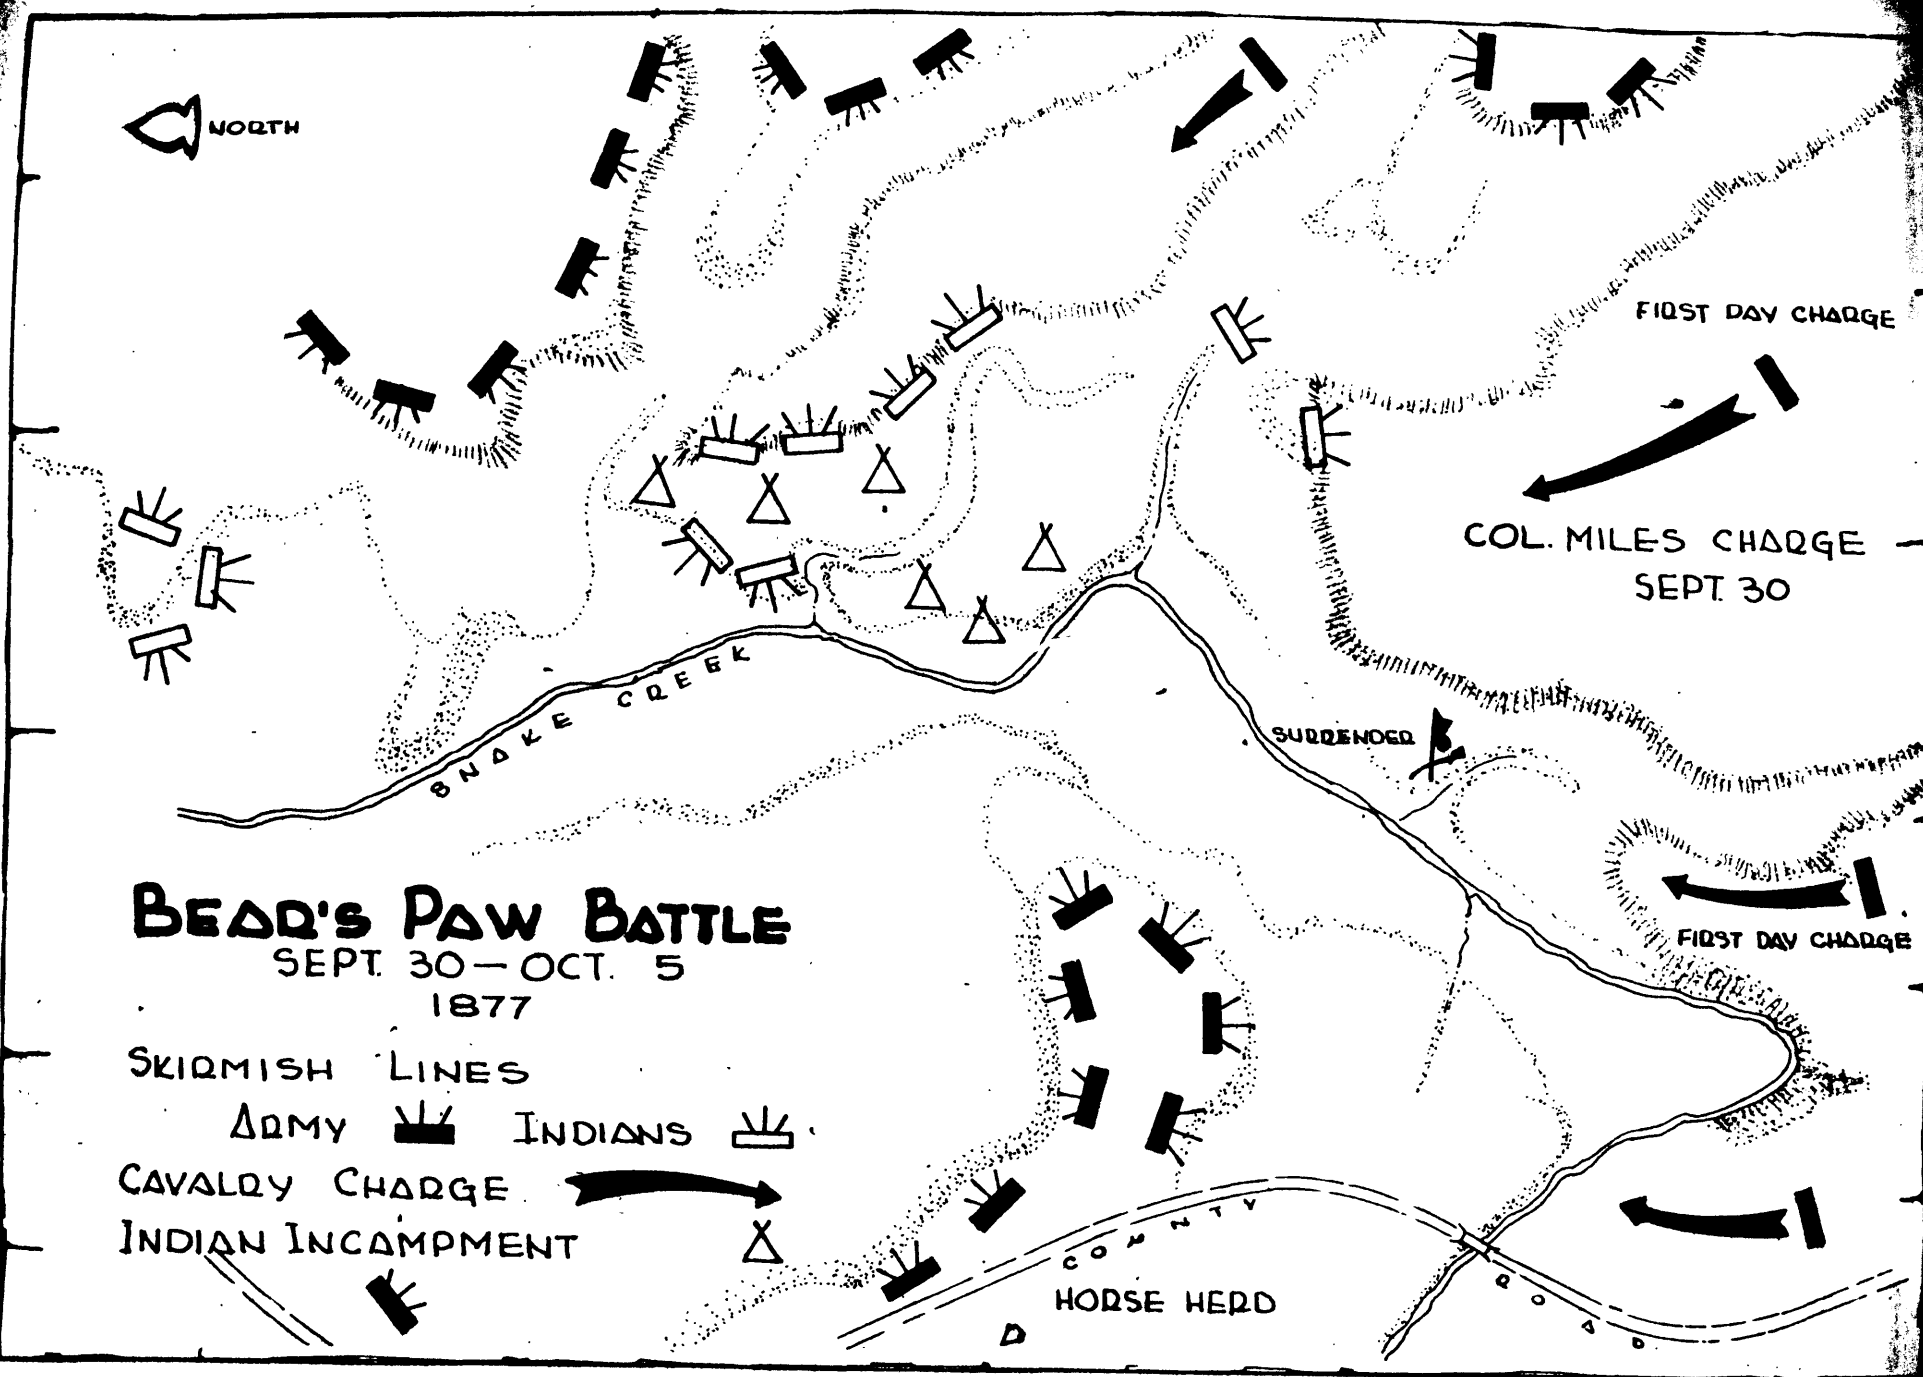 NORTH
FIRST DAY CHARGE
COL. MILES CHARGE
SEPT. 30
SNAKE CREEK
SURRENDER
FIRST DAY CHARGE
BEAR'S PAW BATTLE
SEPT. 30 — OCT. 5
1877
SKIRMISH LINES
ARMY INDIANS
CAVALRY CHARGE
INDIAN INCAMPMENT
COUNTY ROAD
HORSE HERD